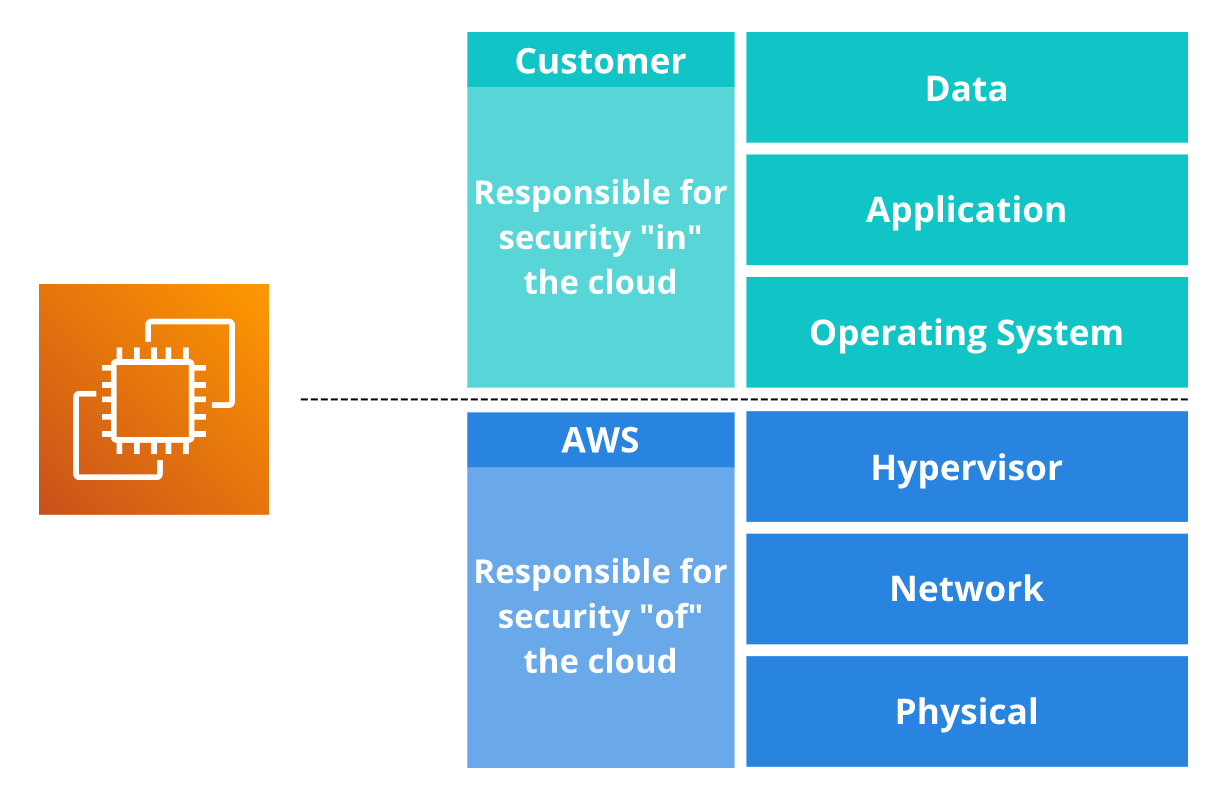 Customer
Responsible for
security "in"
the cloud
Data
Application
Operating System
AWS
Responsible for
security "of"
the cloud
Hypervisor
Network
Physical